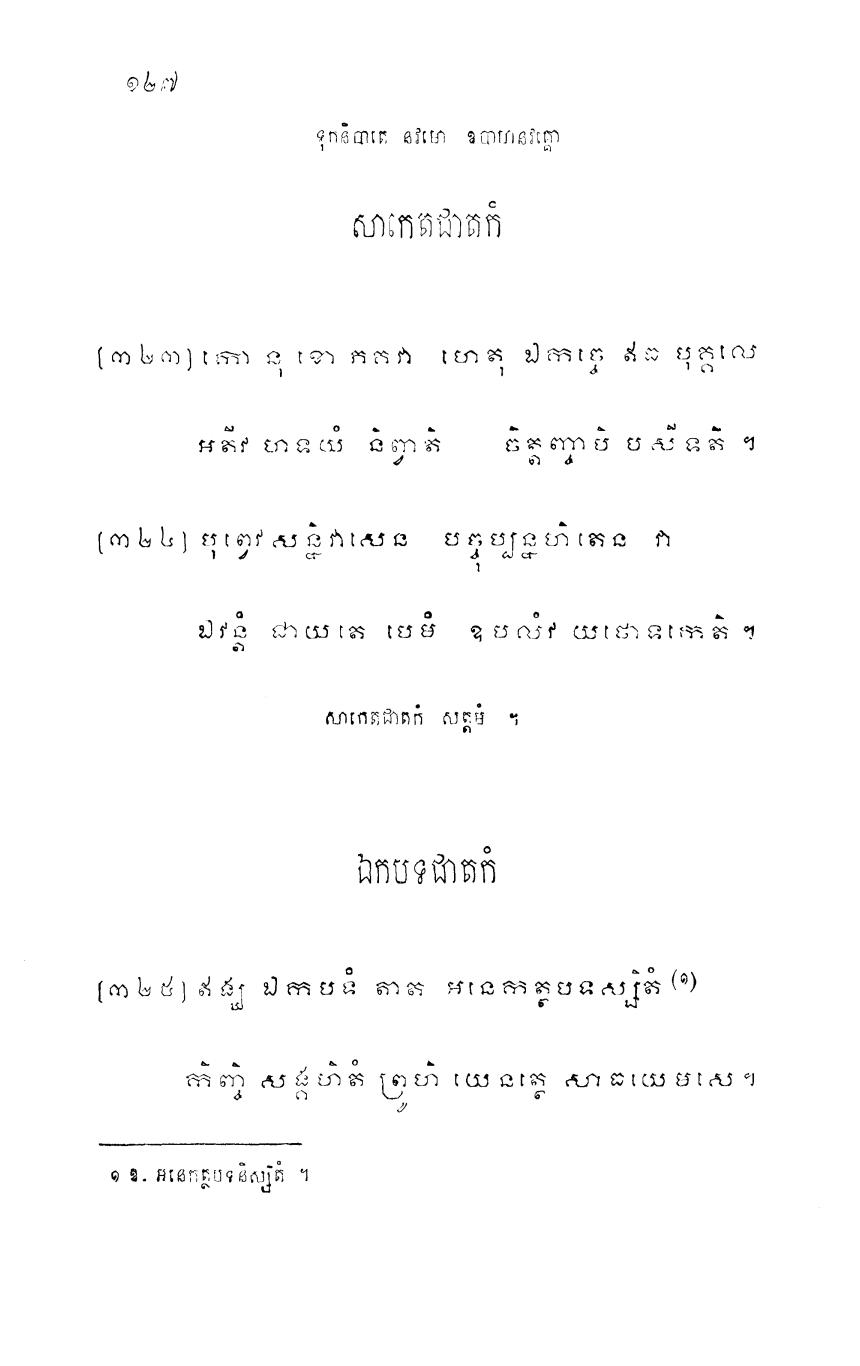 ១២៧
ទុកនិបាតេ នវមោ ឧបាហនវគ្គោ
សាកេតជាតកំ
[៣២៣] កោ នុ ខោ ភគវា ហេតុ ឯកច្ចេ ឥធ បុគ្គលេ
អតីវ ហទយំ និព្វាតិ ចិត្តញ្ចាបិ បសីទតិ ។
[៣២៤] បុព្វេវ សន្និវាសេន បច្ចុប្បន្នហិតេន វា
ឯវន្តំ ជាយតេ បេមំ ឧប្បលំវ យថោទកេតិ ។
សាកេតជាតកំ សត្តមំ ។
ឯកបទជាតកំ
[៣២៥] ឥង្ឃ ឯកបទំ តាត អនេកត្ថបទស្សិតំ (១)
កិញ្ចិ សង្គហិតំ ព្រូហិ យេនត្ថេ សាធយេមសេ ។
១ ឱ. អនេកត្ថបទនិស្សិតំ ។